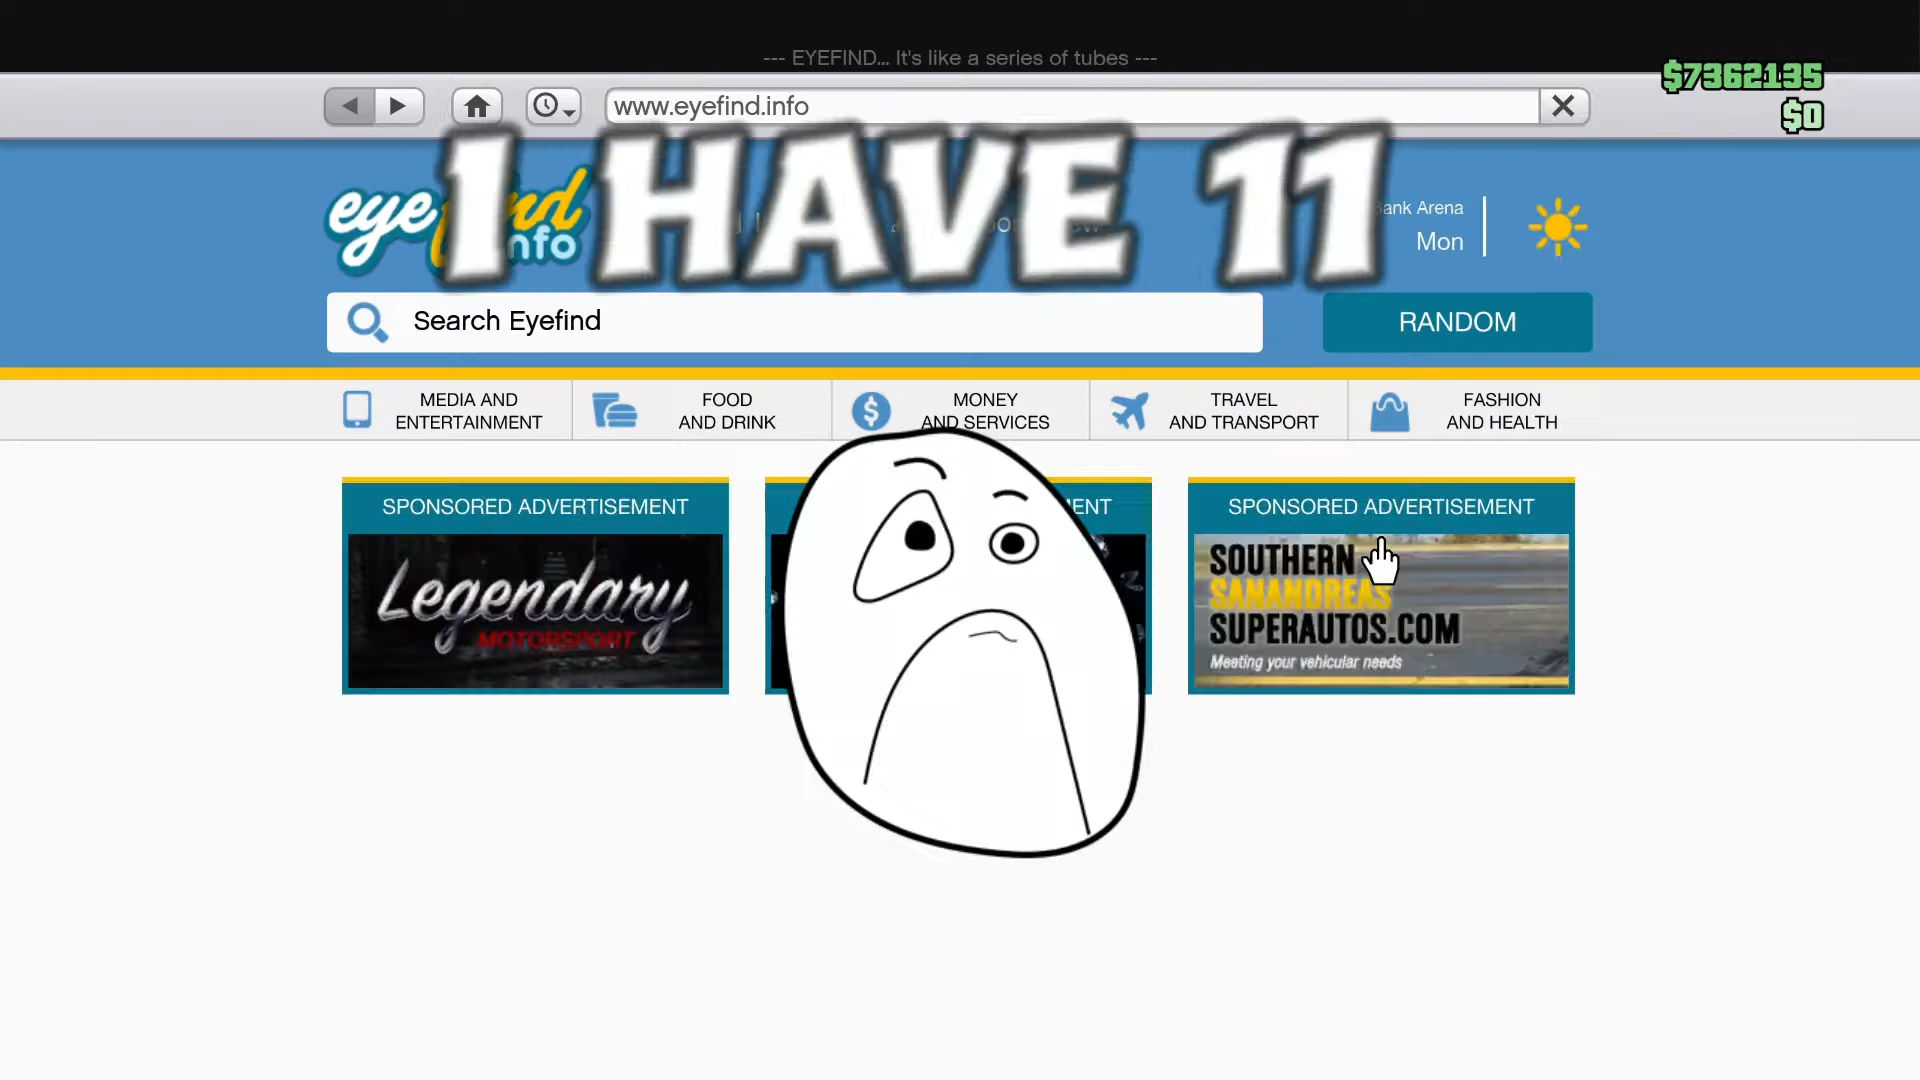 --- EYEFIND... It's like a series of tubes ---
$7362135
$0
www.eyefind.info
I HAVE 11
eyefind
info
Bank Arena
Mon
Search Eyefind
RANDOM
MEDIA AND
ENTERTAINMENT
FOOD
AND DRINK
MONEY
AND SERVICES
TRAVEL
AND TRANSPORT
FASHION
AND HEALTH
SPONSORED ADVERTISEMENT
Legendary
MOTORSPORT
SPONSORED ADVERTISEMENT
SOUTHERN
SANANDREAS
SUPERAUTOS.COM
Meeting your vehicular needs